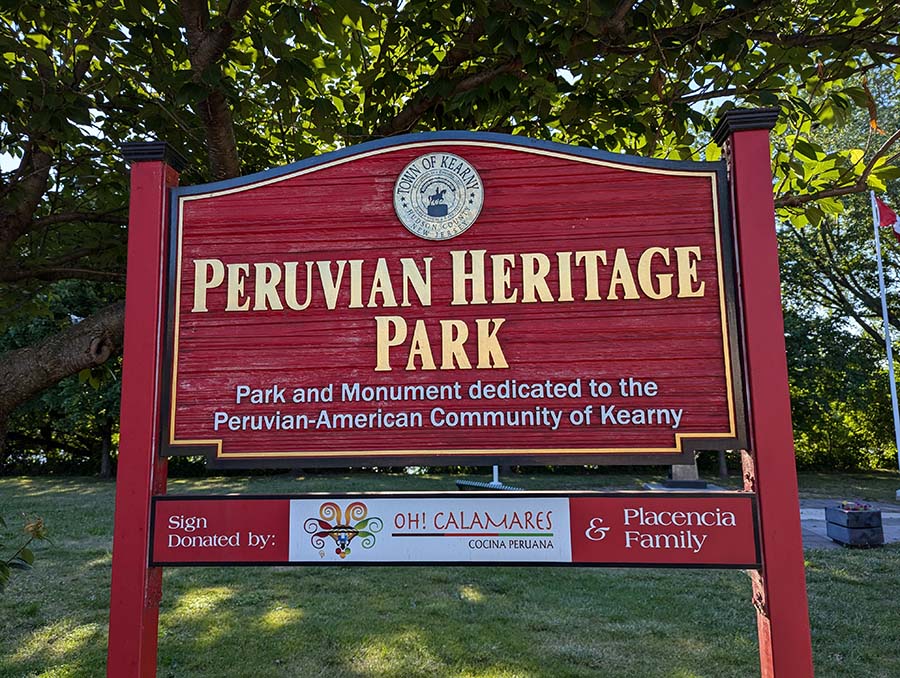 TOWN OF KEARNY
HUDSON COUNTY
NEW JERSEY
PERUVIAN HERITAGE
PARK
Park and Monument dedicated to the
Peruvian-American Community of Kearny
Sign
Donated by:
OH! CALAMARES
COCINA PERUANA
& Placencia
Family